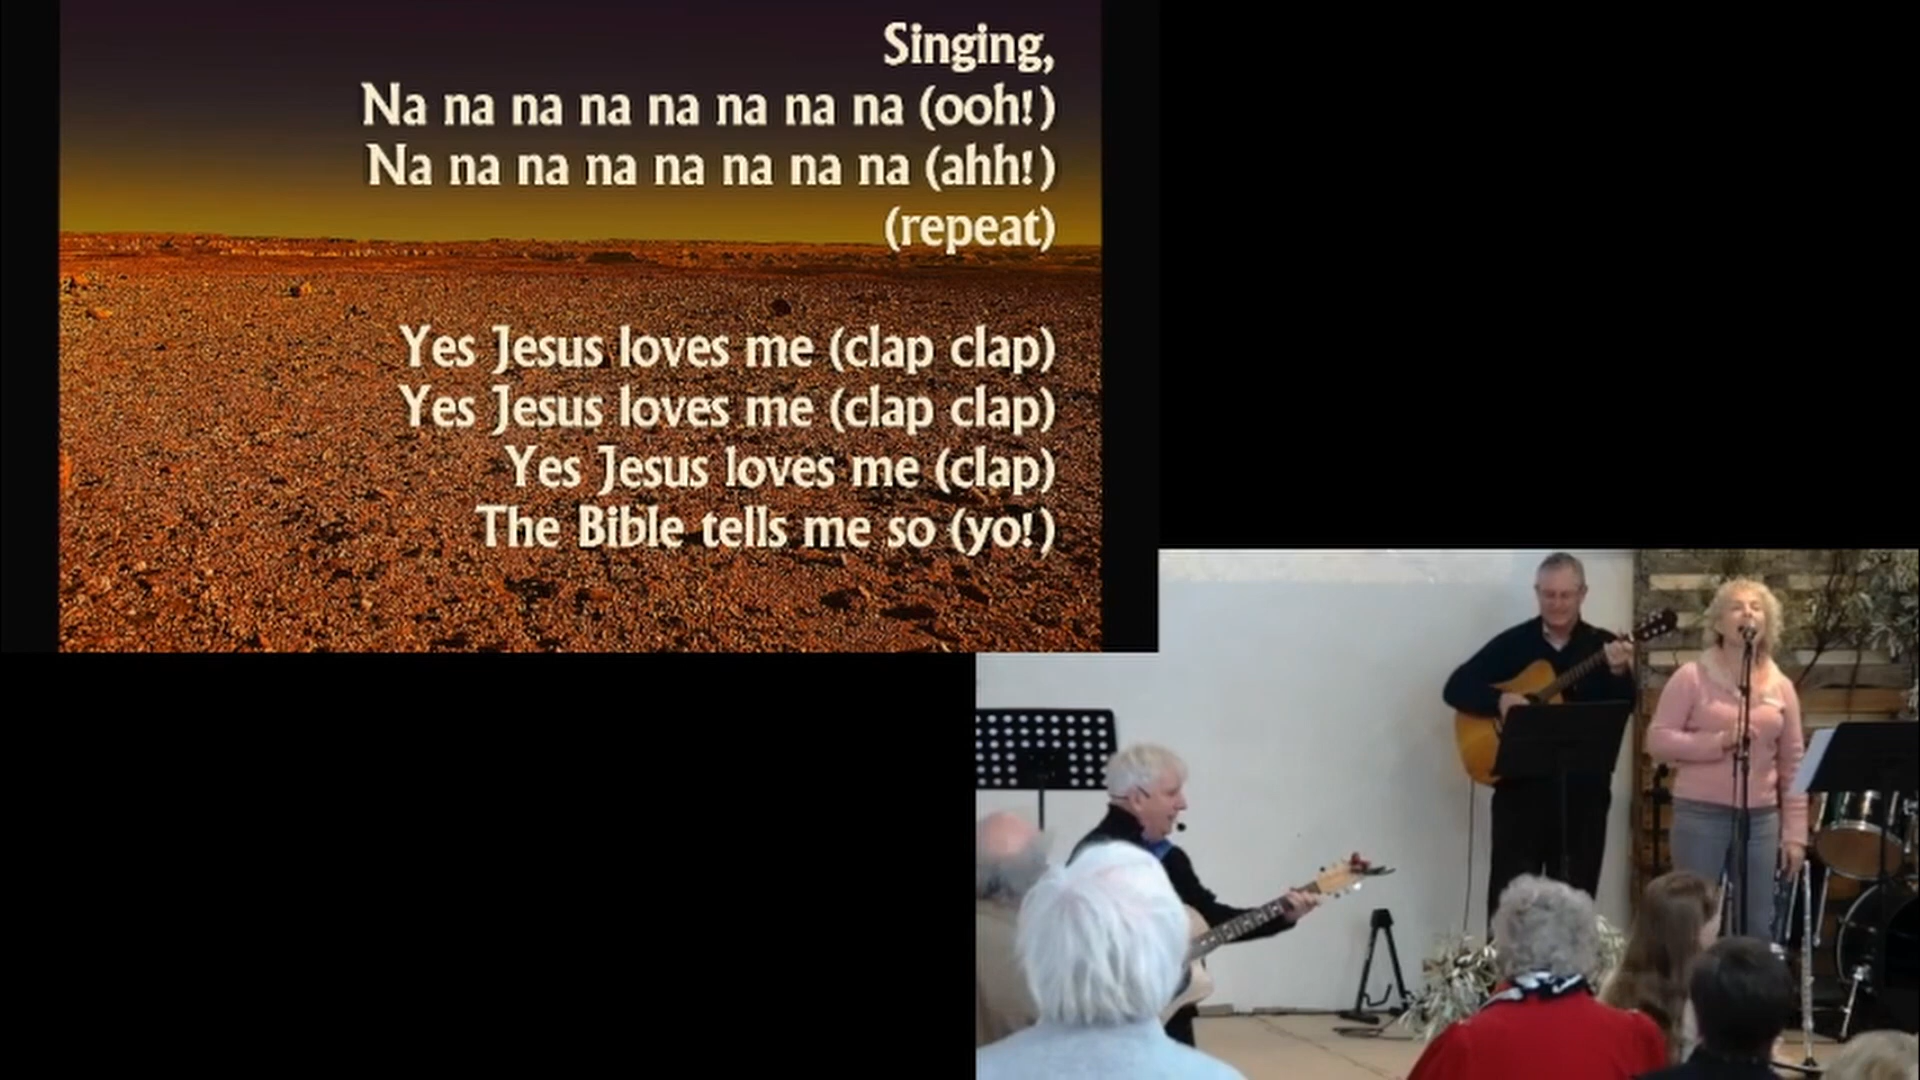 Singing,
Na na na na na na na na (ooh!)
Na na na na na na na na (ahh!)
(repeat)
Yes Jesus loves me (clap clap)
Yes Jesus loves me (clap clap)
Yes Jesus loves me (clap)
The Bible tells me so (yo!)